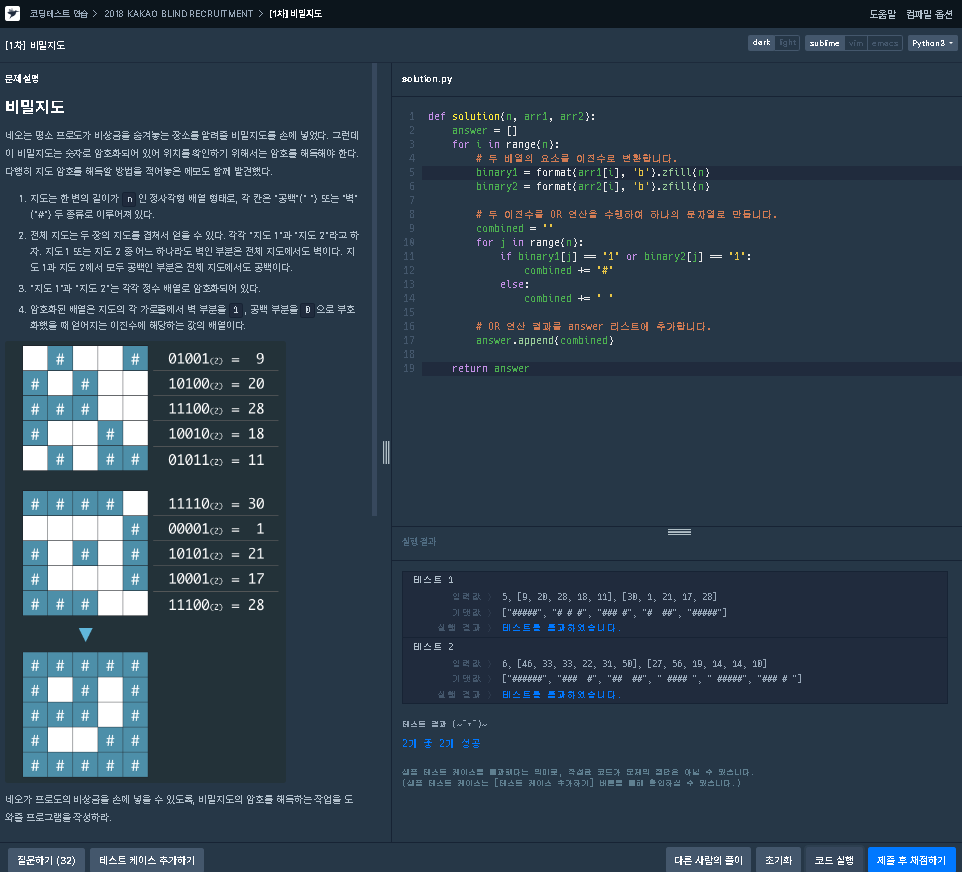 코딩테스트 연습 > 2018 KAKAO BLIND RECRUITMENT > [1차] 비밀지도
도움말 컴파일 옵션
[1차] 비밀지도
dark light sublime vim emacs Python3
문제 설명
비밀지도
네오는 평소 프로도가 비상금을 숨겨놓는 장소를 알려줄 비밀지도를 손에 넣었다. 그런데
이 비밀지도는 숫자로 암호화되어 있어 위치를 확인하기 위해서는 암호를 해독해야 한다.
다행히 지도 암호를 해독할 방법을 적어놓은 메모도 함께 발견했다.
1. 지도는 한 변의 길이가 n 인 정사각형 배열 형태로, 각 칸은 "공백"(" ") 또는 "벽"
("#") 두 종류로 이루어져 있다.
2. 전체 지도는 두 장의 지도를 겹쳐서 얻을 수 있다. 각각 "지도 1"과 "지도 2"라고 하
자. 지도 1 또는 지도 2 중 어느 하나라도 벽인 부분은 전체 지도에서도 벽이다. 지
도 1과 지도 2에서 모두 공백인 부분은 전체 지도에서도 공백이다.
3. "지도 1"과 "지도 2"는 각각 정수 배열로 암호화되어 있다.
4. 암호화된 배열은 지도의 각 가로줄에서 벽 부분을 1 , 공백 부분을 0 으로 부호
화했을 때 얻어지는 이진수에 해당하는 값의 배열이다.
# # 01001(2) = 9
# # 10100(2) = 20
# # # 11100(2) = 28
# # 10010(2) = 18
# # # 01011(2) = 11
# # # # 11110(2) = 30
# 00001(2) = 1
# # # 10101(2) = 21
# # 10001(2) = 17
# # # 11100(2) = 28
# # # # #
# # #
# # # #
# # #
# # # # #
네오가 프로도의 비상금을 손에 넣을 수 있도록, 비밀지도의 암호를 해독하는 작업을 도
와줄 프로그램을 작성하라.
solution.py
1 def solution(n, arr1, arr2):
2 answer = []
3 for i in range(n):
4 # 두 배열의 요소를 이진수로 변환합니다.
5 binary1 = format(arr1[i], 'b').zfill(n)
6 binary2 = format(arr2[i], 'b').zfill(n)
7
8 # 두 이진수를 OR 연산을 수행하여 하나의 문자열로 만듭니다.
9 combined = ''
10 for j in range(n):
11 if binary1[j] == '1' or binary2[j] == '1':
12 combined += '#'
13 else:
14 combined += ' '
15
16 # OR 연산 결과를 answer 리스트에 추가합니다.
17 answer.append(combined)
18
19 return answer
실행 결과
테스트 1
입력값 > 5, [9, 20, 28, 18, 11], [30, 1, 21, 17, 28]
기댓값 > ["#####", "# # #", "### #", "# ##", "#####"]
실행 결과 > 테스트를 통과하였습니다.
테스트 2
입력값 > 6, [46, 33, 33, 22, 31, 50], [27, 56, 19, 14, 14, 10]
기댓값 > ["######", "### #", "## ##", " #### ", " #####", "### # "]
실행 결과 > 테스트를 통과하였습니다.
테스트 결과 (~˘▾˘)~
2개 중 2개 성공
샘플 테스트 케이스를 통과했다는 의미로, 작성한 코드가 문제의 정답은 아닐 수 있습니다.
(샘플 테스트 케이스는 [테스트 케이스 추가하기] 버튼을 통해 확인하실 수 있습니다.)
질문하기 (32) 테스트 케이스 추가하기 다른 사람의 풀이 초기화 코드 실행 제출 후 채점하기